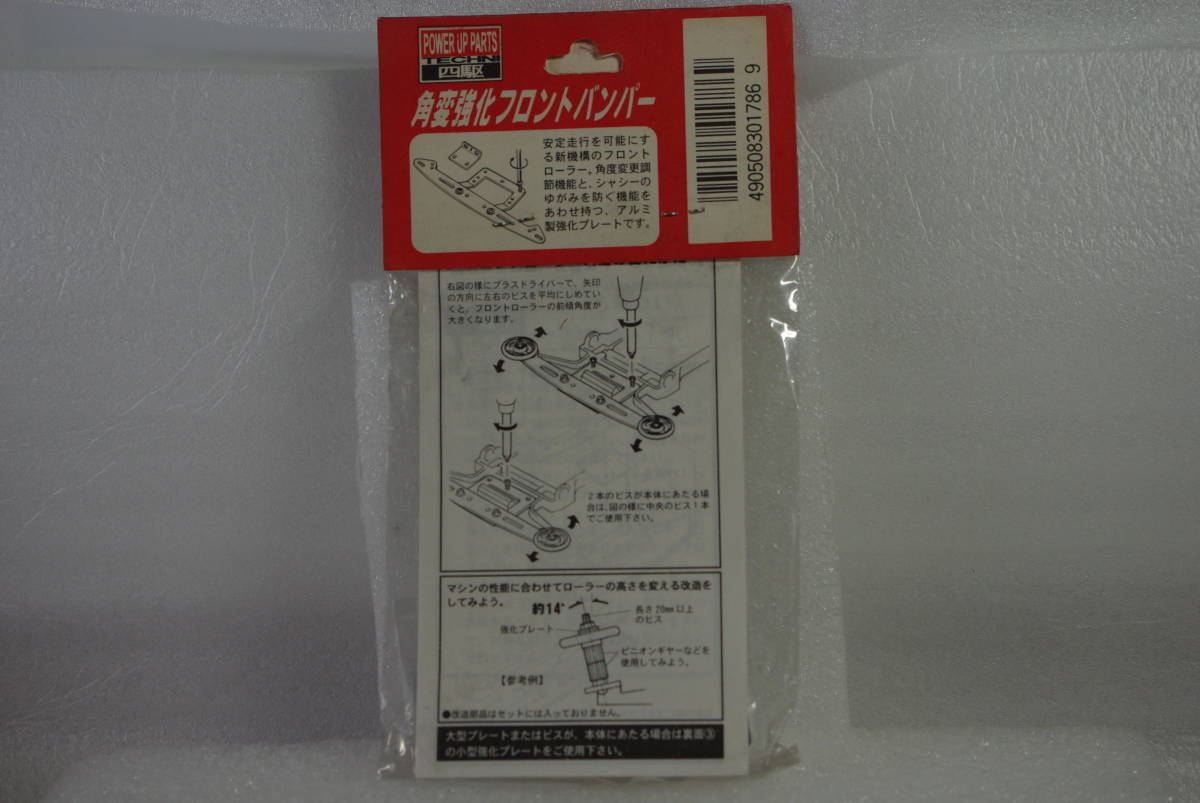 POWER UP PARTS
TECHNI
四駆
角変強化フロントバンパー
安定走行を可能にす
る新機構のフロント
ローラー。角度変更調
節機能と、シャシーの
ゆがみを防ぐ機能を
あわせ持つ、アルミ
製強化プレートです。
4905083017869
右図の様にプラスドライバーで、矢印
の方向に左右のビスを平均にしめてい
くと、フロントローラーの前傾角度が
大きくなります。
2本のビスが本体にあたる場
合は、図の様に中央のビス1本
でご使用下さい。
マシンの性能に合わせてローラーの高さを変える改造を
してみよう。
約14°
長さ20mm以上
のビス
強化プレート
ピニオンギヤーなどを
使用してみよう。
【参考例】
●改造部品はセットには入っておりません。
大型プレートまたはビスが、本体にあたる場合は裏面③
の小型強化プレートをご使用下さい。